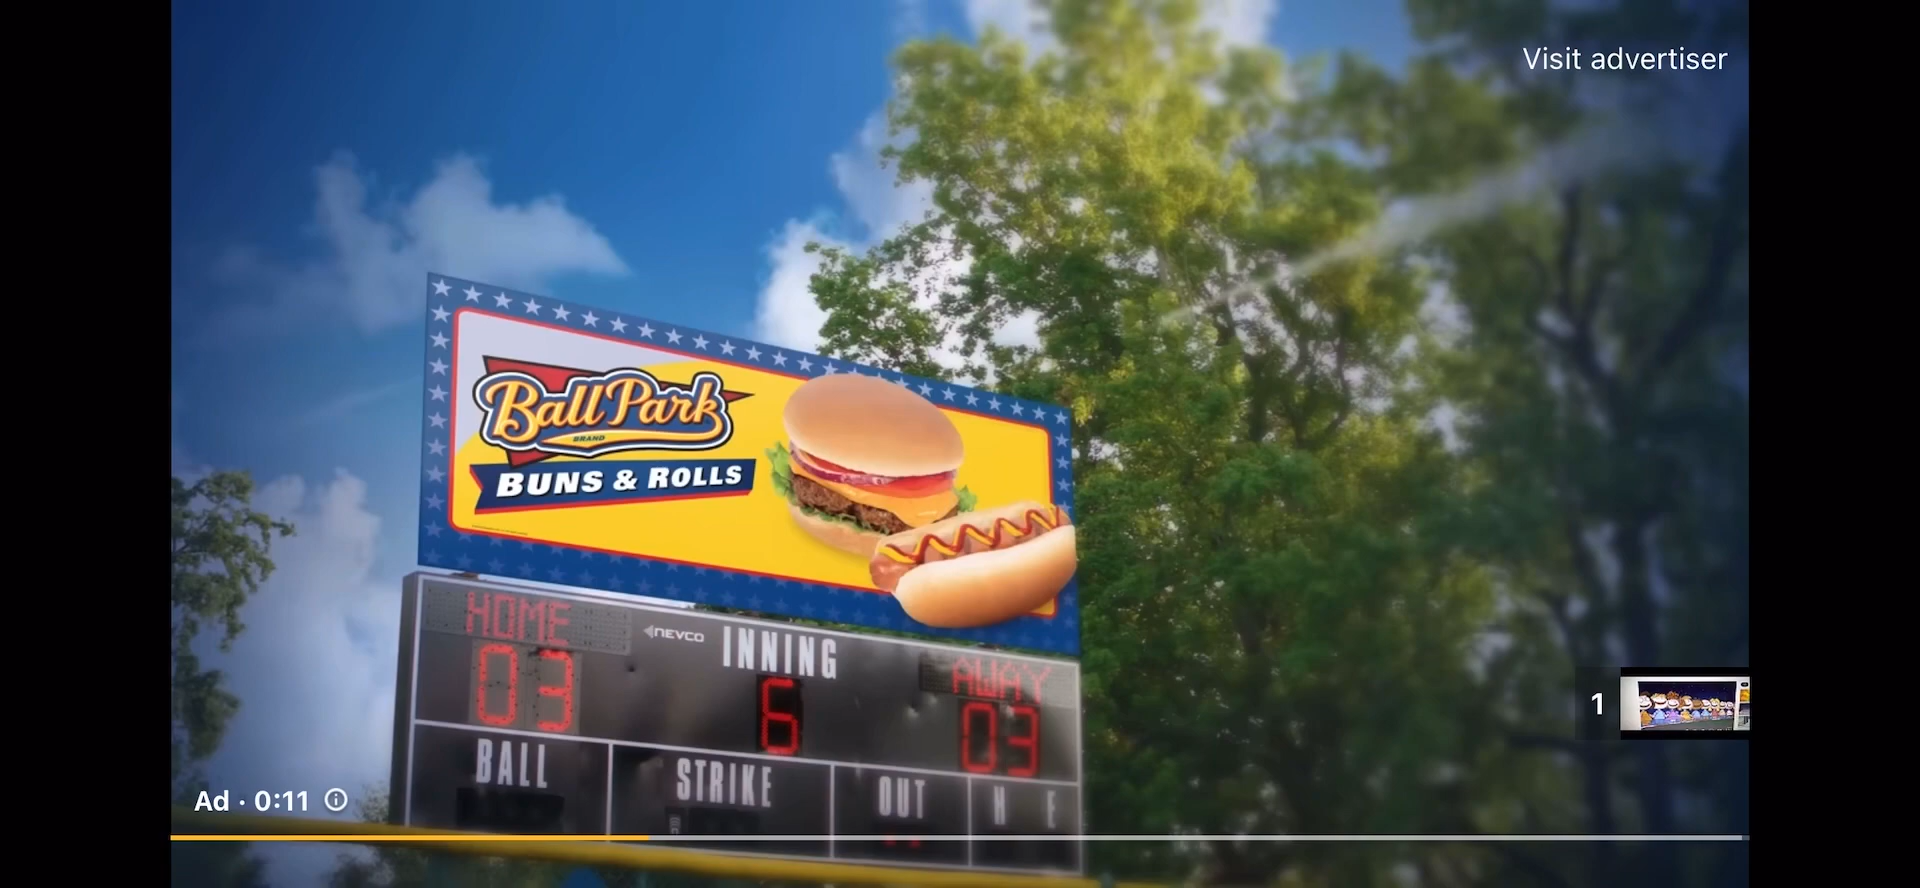 Visit advertiser
Ball Park
BRAND
BUNS & ROLLS
HOME
NEVCO
INNING
AWAY
03
6
03
BALL
STRIKE
OUT
H E
1
Ad · 0:11